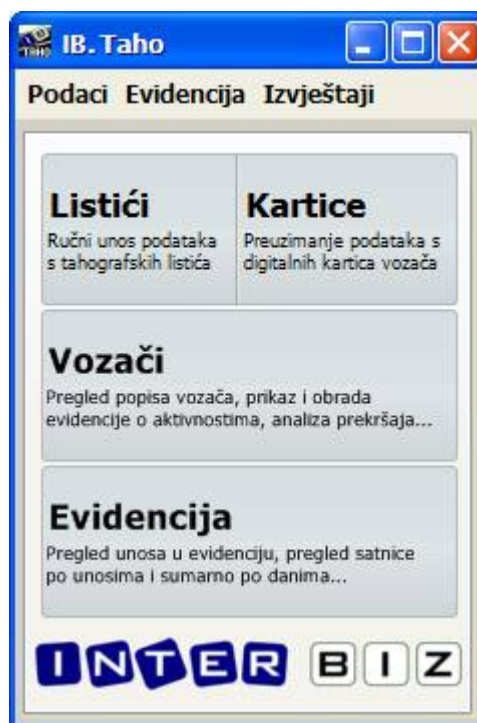 TAHO IB.Taho
Podaci Evidencija Izvještaji
Listići
Ručni unos podataka
s tahografskih listića
Kartice
Preuzimanje podataka s
digitalnih kartica vozača
Vozači
Pregled popisa vozača, prikaz i obrada
evidencije o aktivnostima, analiza prekršaja...
Evidencija
Pregled unosa u evidenciju, pregled satnice
po unosima i sumarno po danima...
INTER BIZ